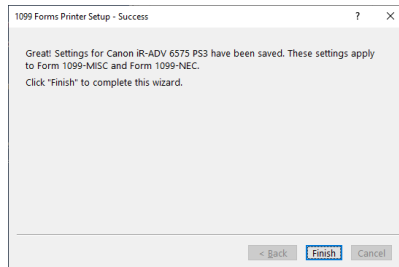 1099 Forms Printer Setup - Success ? ×
Great! Settings for Canon iR-ADV 6575 PS3 have been saved. These settings apply
to Form 1099-MISC and Form 1099-NEC.
Click "Finish" to complete this wizard.
< Back Finish Cancel